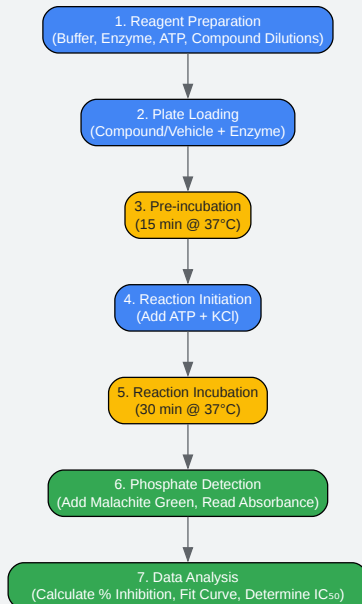 1. Reagent Preparation
(Buffer, Enzyme, ATP, Compound Dilutions)
2. Plate Loading
(Compound/Vehicle + Enzyme)
3. Pre-incubation
(15 min @ 37°C)
4. Reaction Initiation
(Add ATP + KCl)
5. Reaction Incubation
(30 min @ 37°C)
6. Phosphate Detection
(Add Malachite Green, Read Absorbance)
7. Data Analysis
(Calculate % Inhibition, Fit Curve, Determine IC₅₀)